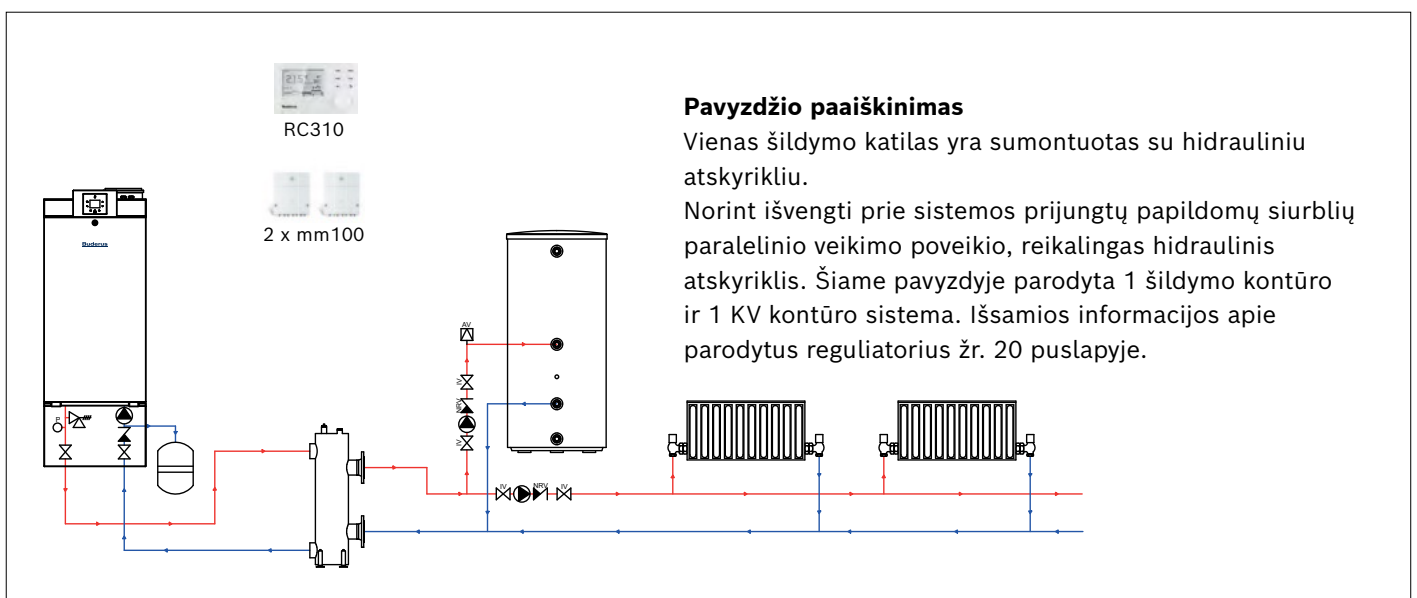 RC310
2 x mm100
Buderus
Pavyzdžio paaiškinimas
Vienas šildymo katilas yra sumontuotas su hidrauliniu
atskyrikliu.
Norint išvengti prie sistemos prijungtų papildomų siurblių
paralelinio veikimo poveikio, reikalingas hidraulinis
atskyriklis. Šiame pavyzdyje parodyta 1 šildymo kontūro
ir 1 KV kontūro sistema. Išsamios informacijos apie
parodytus reguliatorius žr. 20 puslapyje.
P
AV
IV
NRV
IV
IV
NRV
IV